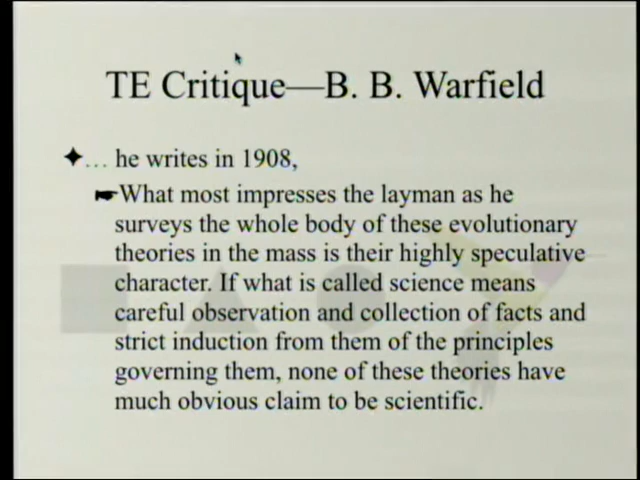 TE Critique—B. B. Warfield
… he writes in 1908,
What most impresses the layman as he
surveys the whole body of these evolutionary
theories in the mass is their highly speculative
character. If what is called science means
careful observation and collection of facts and
strict induction from them of the principles
governing them, none of these theories have
much obvious claim to be scientific.